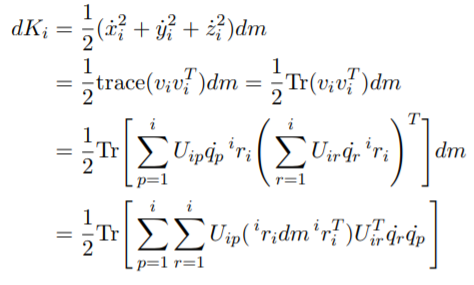 $dK_i = \frac{1}{2}(\dot{x}_i^2 + \dot{y}_i^2 + \dot{z}_i^2)dm$
$= \frac{1}{2}\text{trace}(v_i v_i^T)dm = \frac{1}{2}\text{Tr}(v_i v_i^T)dm$
$= \frac{1}{2}\text{Tr}\left[\sum_{p=1}^{i} U_{ip}\dot{q}_p\,{}^i r_i \left(\sum_{r=1}^{i} U_{ir}\dot{q}_r\,{}^i r_i\right)^T\right]dm$
$= \frac{1}{2}\text{Tr}\left[\sum_{p=1}^{i}\sum_{r=1}^{i} U_{ip}({}^i r_i dm\,{}^i r_i^T)U_{ir}^T\dot{q}_r\dot{q}_p\right]$